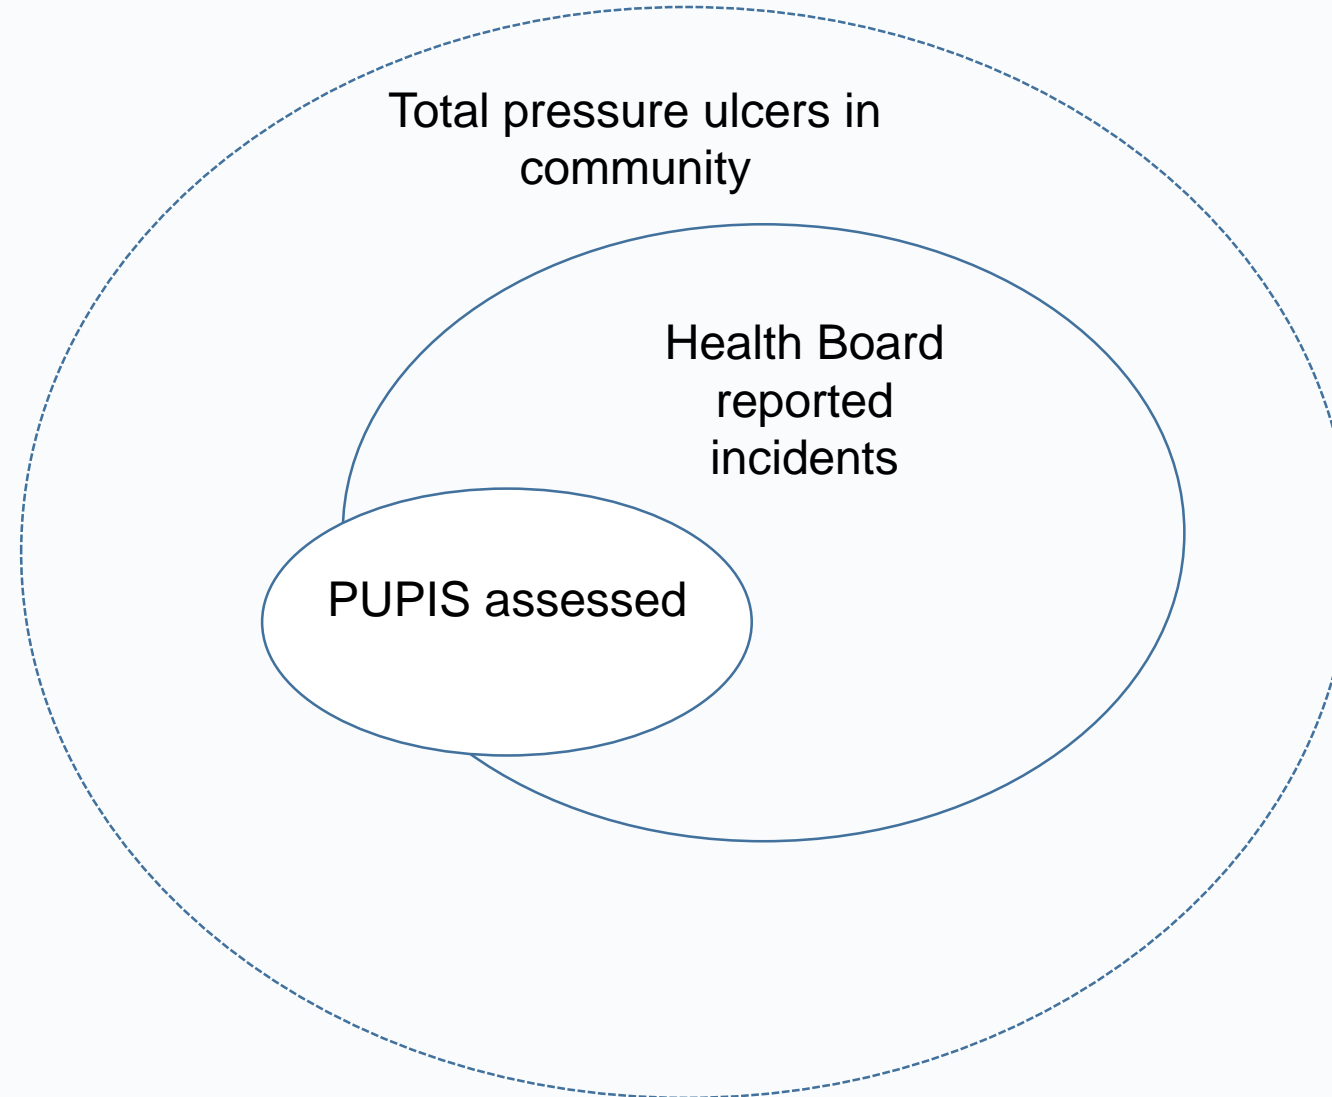 Total pressure ulcers in
community
Health Board
reported
incidents
PUPIS assessed